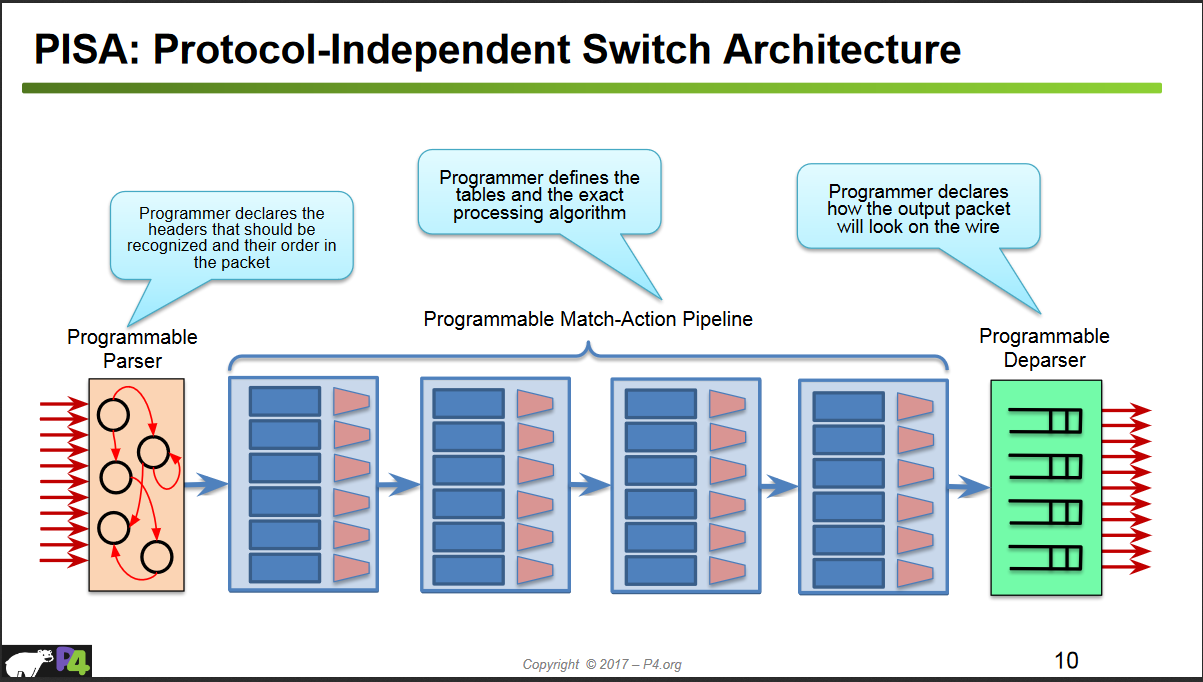 PISA: Protocol-Independent Switch Architecture
Programmer declares the
headers that should be
recognized and their order in
the packet
Programmer defines the
tables and the exact
processing algorithm
Programmer declares
how the output packet
will look on the wire
Programmable
Parser
Programmable Match-Action Pipeline
Programmable
Deparser
P4
Copyright © 2017 – P4.org
10